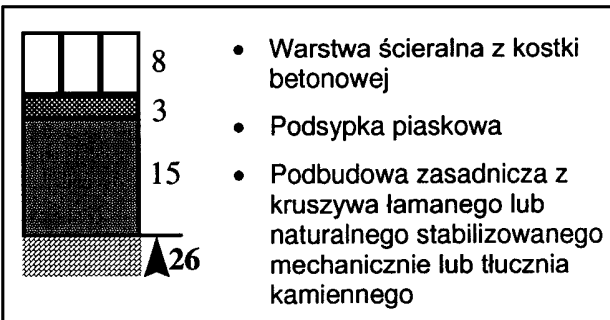 8
3
15
26
• Warstwa ścieralna z kostki
betonowej
• Podsypka piaskowa
• Podbudowa zasadnicza z
kruszywa łamanego lub
naturalnego stabilizowanego
mechanicznie lub tłucznia
kamiennego